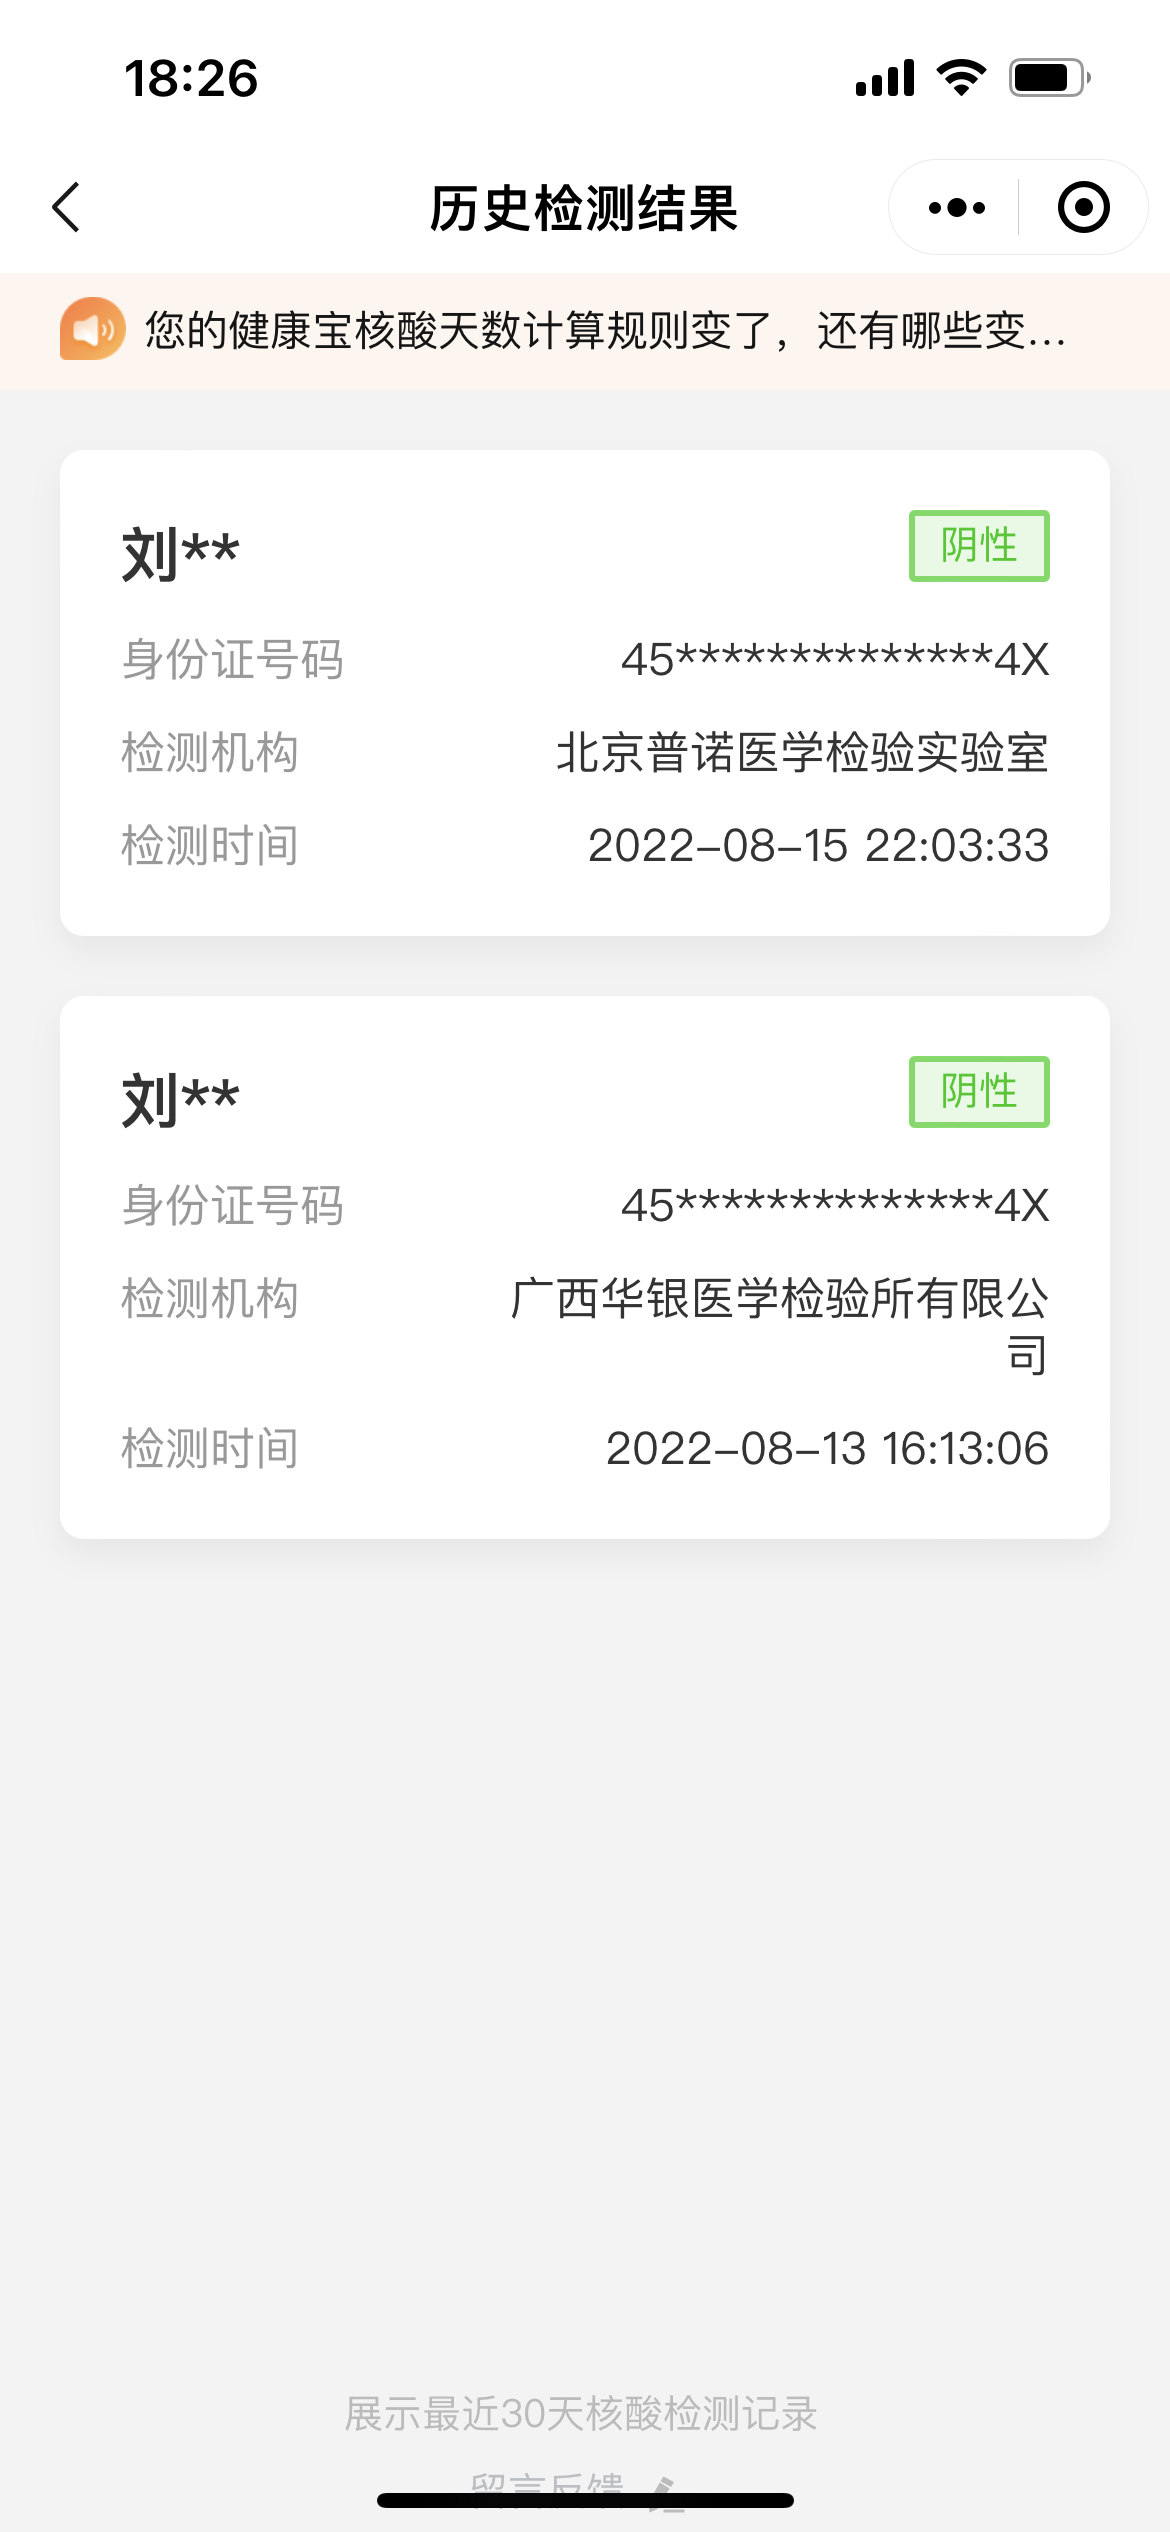 18:26
历史检测结果
您的健康宝核酸天数计算规则变了，还有哪些变...
刘**
阴性
身份证号码
45**************4X
检测机构
北京普诺医学检验实验室
检测时间
2022-08-15 22:03:33
刘**
阴性
身份证号码
45**************4X
检测机构
广西华银医学检验所有限公
司
检测时间
2022-08-13 16:13:06
展示最近30天核酸检测记录
留言反馈